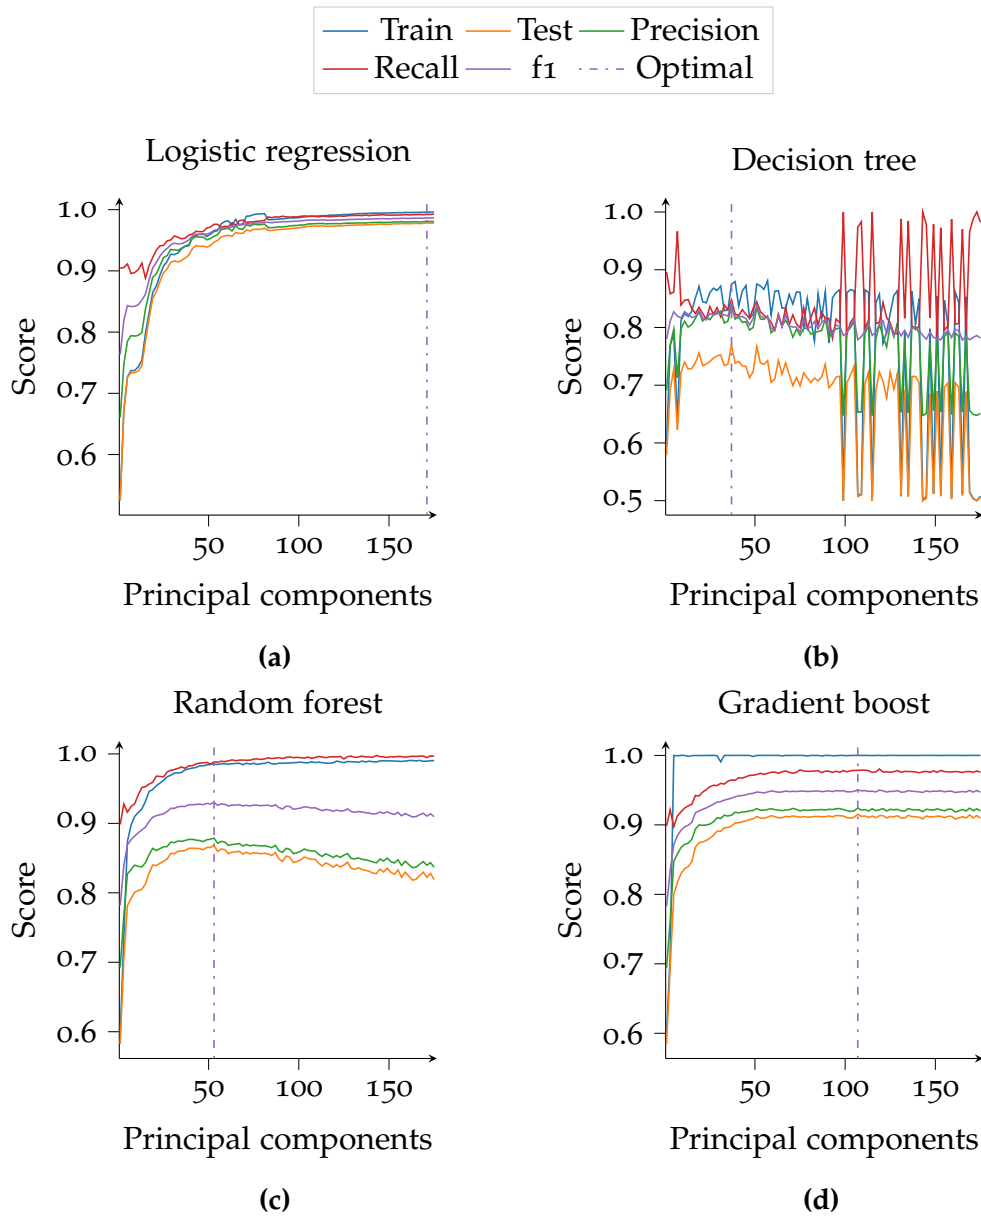 Train Test Precision
Recall f1 Optimal
Logistic regression
1.0
0.9
0.8
0.7
0.6
Score
50 100 150
Principal components
(a)
Decision tree
1.0
0.9
0.8
0.7
0.6
0.5
Score
50 100 150
Principal components
(b)
Random forest
1.0
0.9
0.8
0.7
0.6
Score
50 100 150
Principal components
(c)
Gradient boost
1.0
0.9
0.8
0.7
0.6
Score
50 100 150
Principal components
(d)